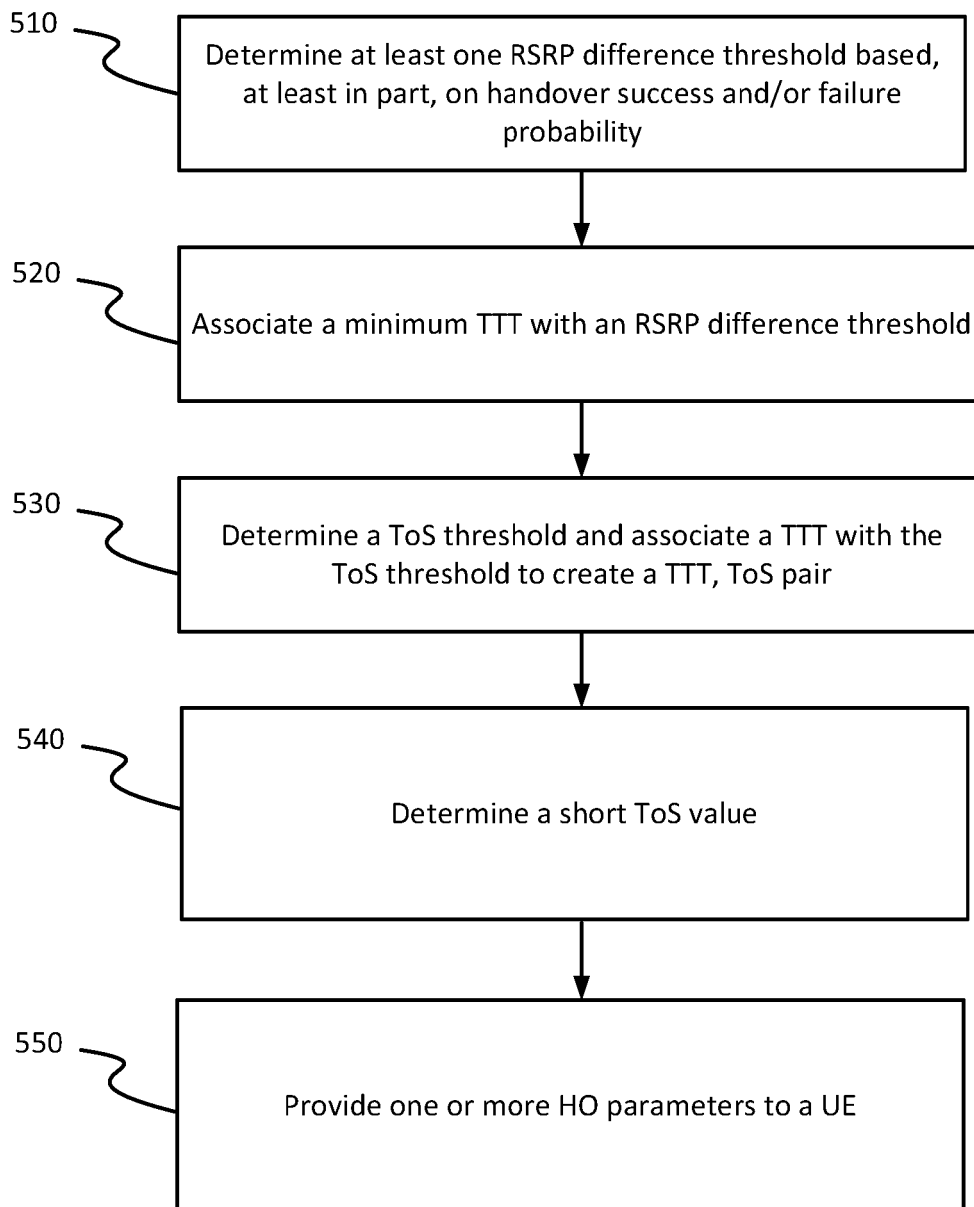 510
Determine at least one RSRP difference threshold based,
at least in part, on handover success and/or failure
probability
520
Associate a minimum TTT with an RSRP difference threshold
530
Determine a ToS threshold and associate a TTT with the
ToS threshold to create a TTT, ToS pair
540
Determine a short ToS value
550
Provide one or more HO parameters to a UE